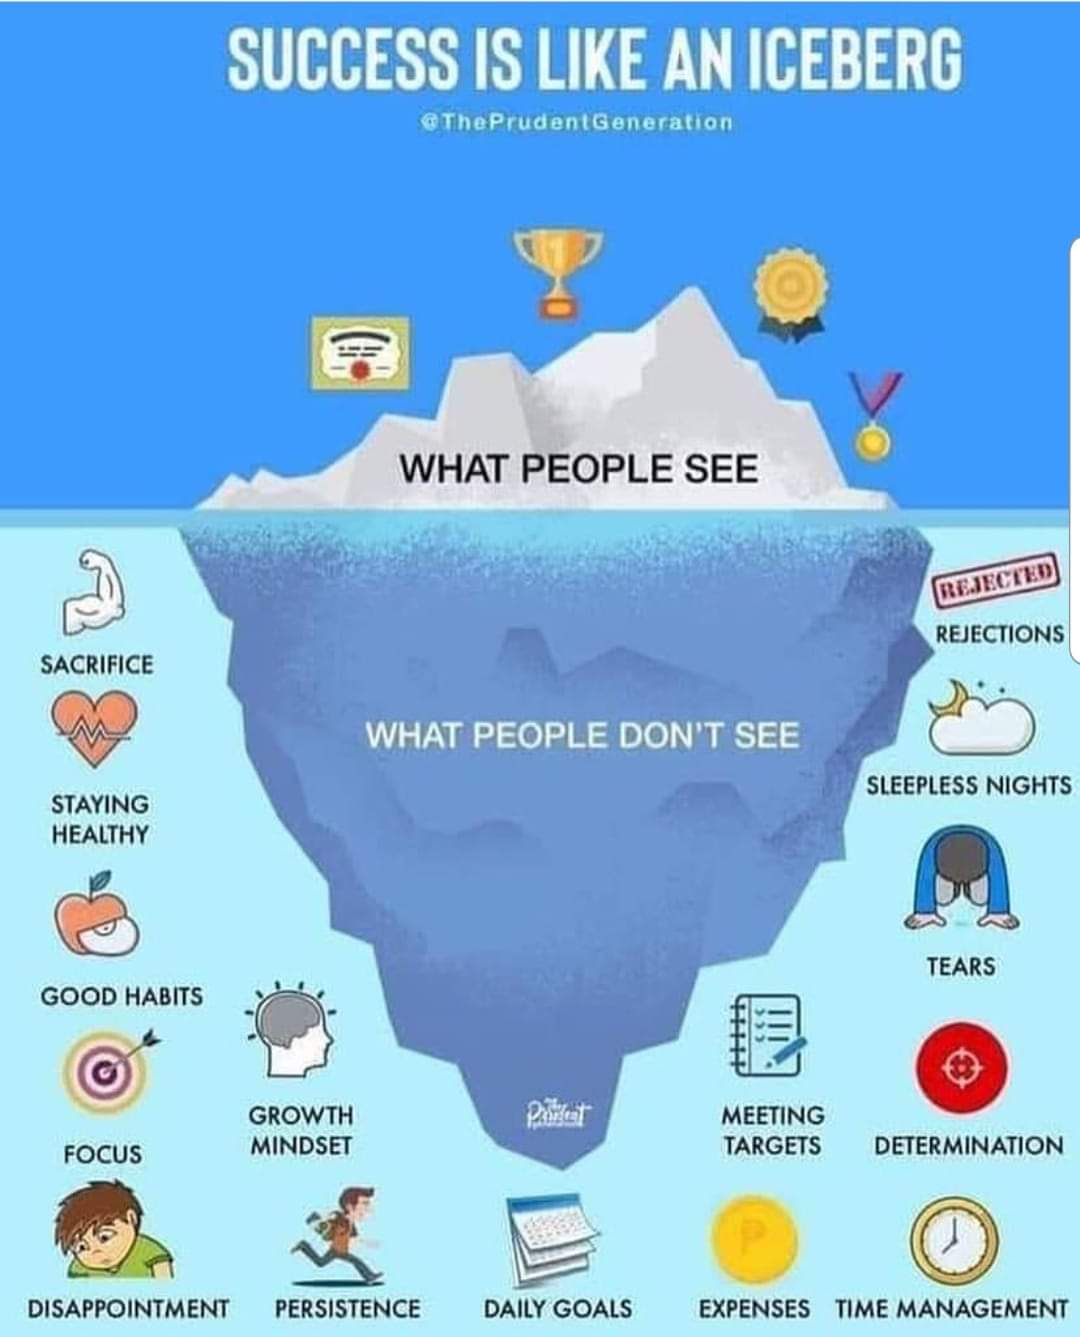 SUCCESS IS LIKE AN ICEBERG
@ThePrudentGeneration
WHAT PEOPLE SEE
WHAT PEOPLE DON'T SEE
SACRIFICE
STAYING
HEALTHY
GOOD HABITS
FOCUS
GROWTH
MINDSET
DISAPPOINTMENT
PERSISTENCE
DAILY GOALS
EXPENSES
P
TIME MANAGEMENT
REJECTED
REJECTIONS
SLEEPLESS NIGHTS
TEARS
MEETING
TARGETS
DETERMINATION
The
Prudent